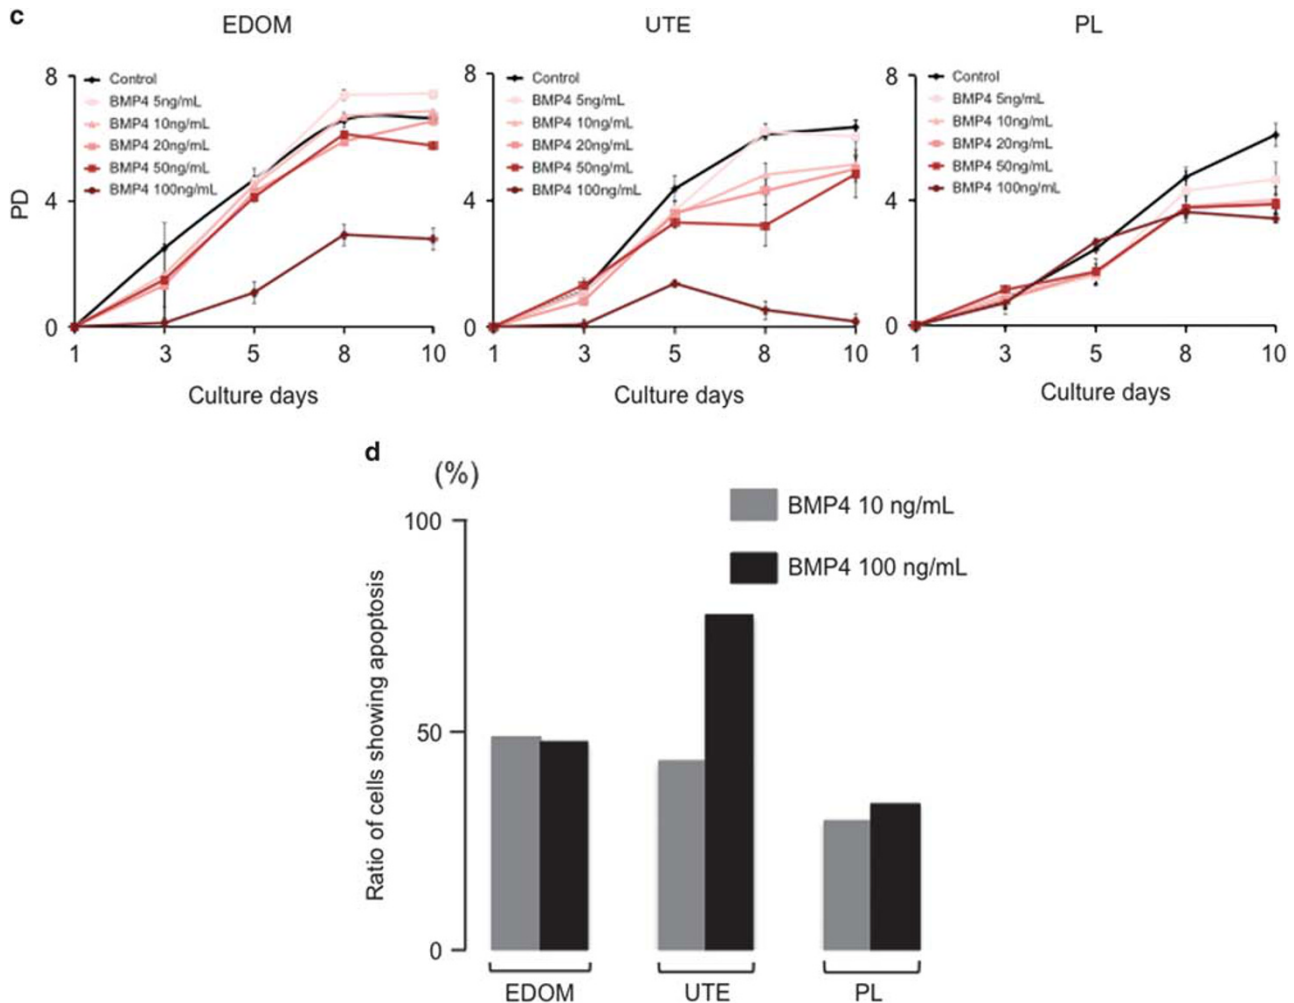 c
EDOM
UTE
PL
8
4
0
PD
Control
BMP4 5ng/mL
BMP4 10ng/mL
BMP4 20ng/mL
BMP4 50ng/mL
BMP4 100ng/mL
1 3 5 8 10
Culture days
8
4
0
Control
BMP4 5ng/mL
BMP4 10ng/mL
BMP4 20ng/mL
BMP4 50ng/mL
BMP4 100ng/mL
1 3 5 8 10
Culture days
8
4
0
Control
BMP4 5ng/mL
BMP4 10ng/mL
BMP4 20ng/mL
BMP4 50ng/mL
BMP4 100ng/mL
1 3 5 8 10
Culture days
d
(%)
BMP4 10 ng/mL
BMP4 100 ng/mL
100
50
0
Ratio of cells showing apoptosis
EDOM
UTE
PL